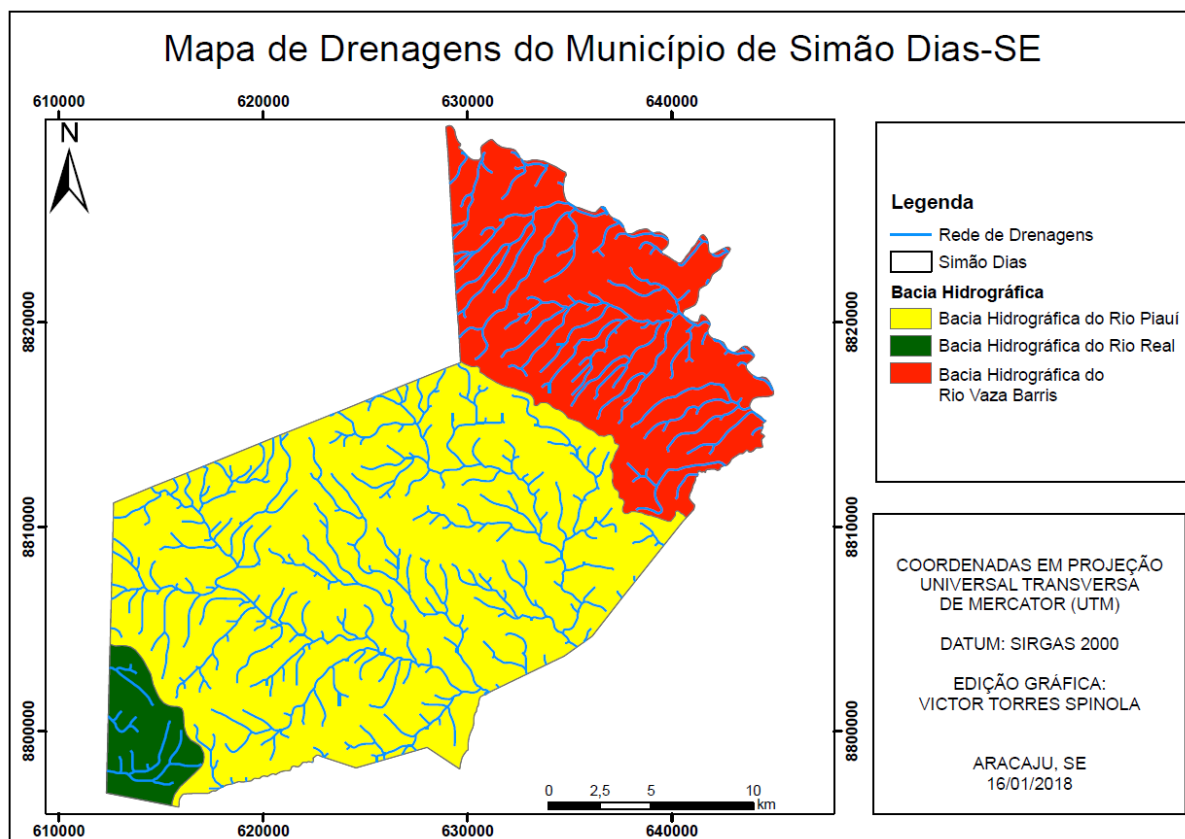 Mapa de Drenagens do Município de Simão Dias-SE
610000 620000 630000 640000
N
8820000 8820000
8810000 8810000
8800000 8800000
0 2,5 5 10
km
610000 620000 630000 640000
Legenda
Rede de Drenagens
Simão Dias
Bacia Hidrográfica
Bacia Hidrográfica do Rio Piauí
Bacia Hidrográfica do Rio Real
Bacia Hidrográfica do
Rio Vaza Barris
COORDENADAS EM PROJEÇÃO
UNIVERSAL TRANSVERSA
DE MERCATOR (UTM)
DATUM: SIRGAS 2000
EDIÇÃO GRÁFICA:
VICTOR TORRES SPINOLA
ARACAJU, SE
16/01/2018